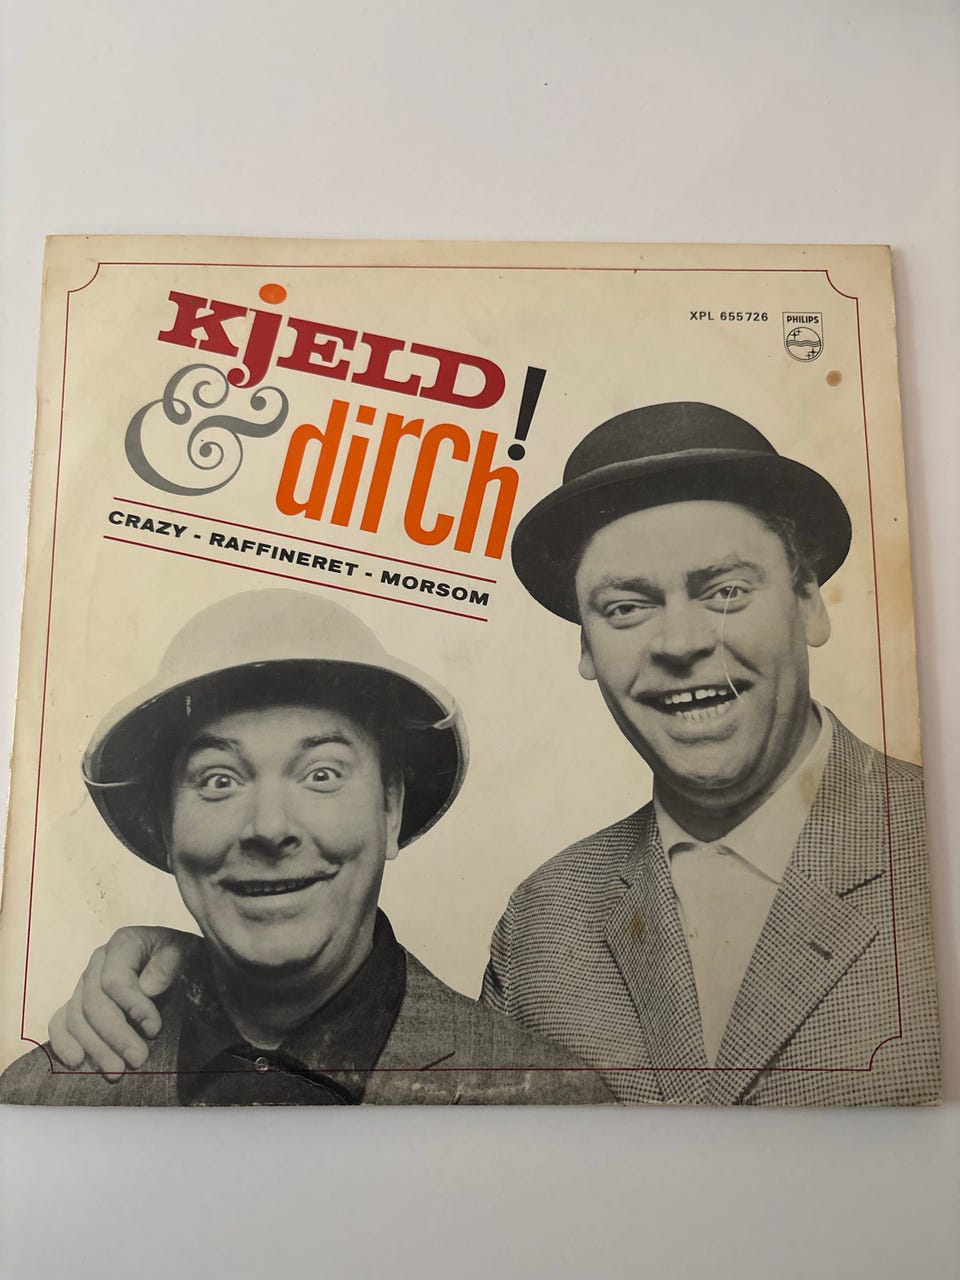 KjELD
& dirch!
CRAZY - RAFFINERET - MORSOM
XPL 655726
PHILIPS